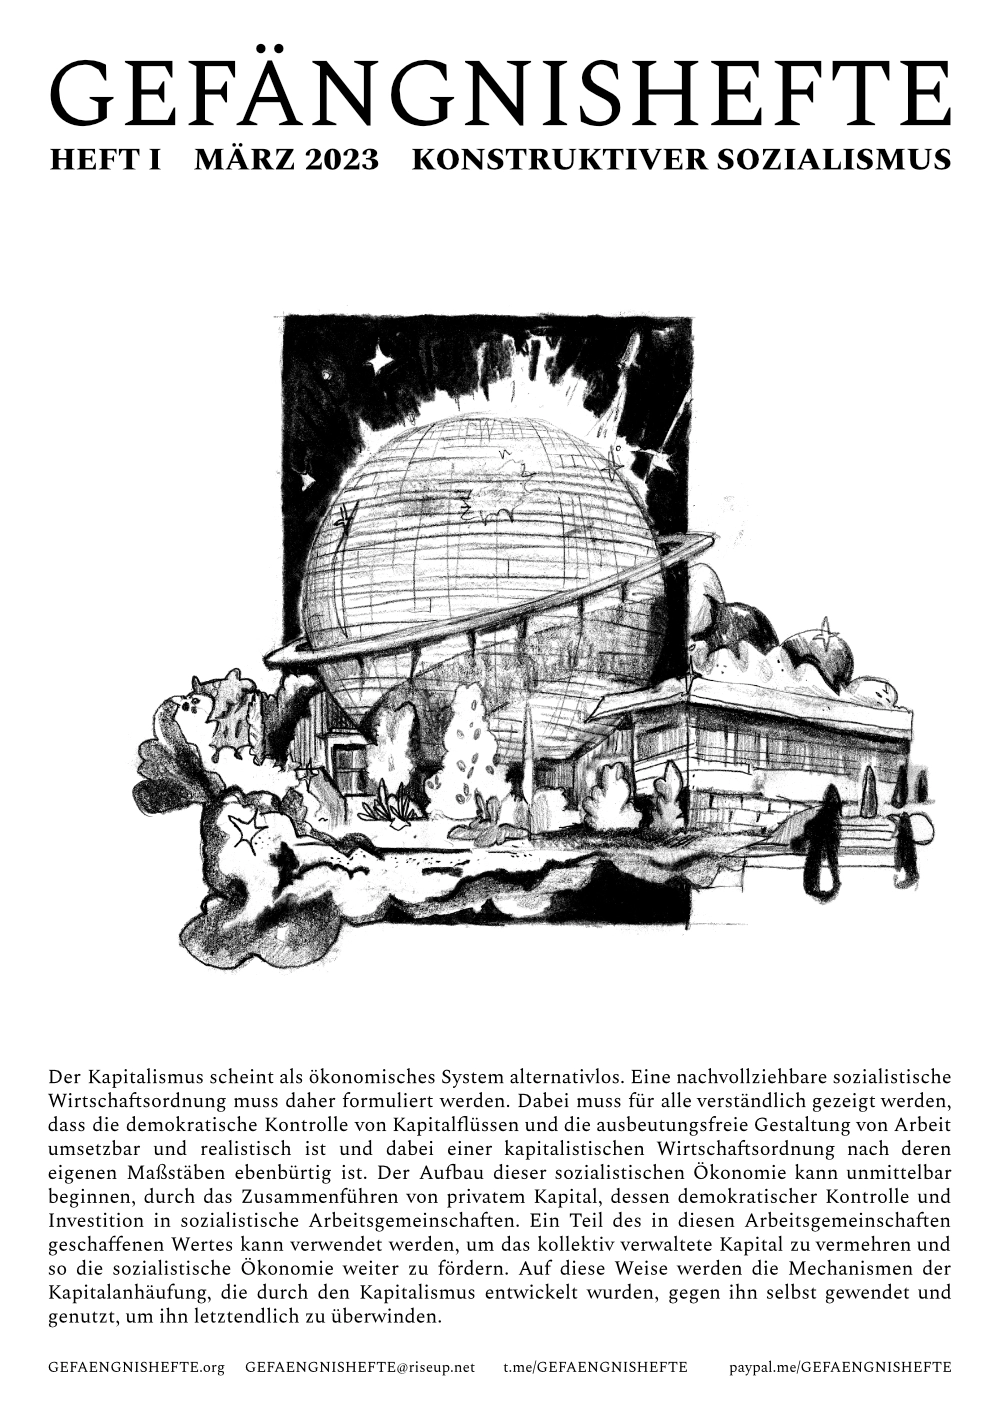 GEFÄNGNISHEFTE
HEFT I MÄRZ 2023 KONSTRUKTIVER SOZIALISMUS
Der Kapitalismus scheint als ökonomisches System alternativlos. Eine nachvollziehbare sozialistische
Wirtschaftsordnung muss daher formuliert werden. Dabei muss für alle verständlich gezeigt werden,
dass die demokratische Kontrolle von Kapitalflüssen und die ausbeutungsfreie Gestaltung von Arbeit
umsetzbar und realistisch ist und dabei einer kapitalistischen Wirtschaftsordnung nach deren
eigenen Maßstäben ebenbürtig ist. Der Aufbau dieser sozialistischen Ökonomie kann unmittelbar
beginnen, durch das Zusammenführen von privatem Kapital, dessen demokratischer Kontrolle und
Investition in sozialistische Arbeitsgemeinschaften. Ein Teil des in diesen Arbeitsgemeinschaften
geschaffenen Wertes kann verwendet werden, um das kollektiv verwaltete Kapital zu vermehren und
so die sozialistische Ökonomie weiter zu fördern. Auf diese Weise werden die Mechanismen der
Kapitalanhäufung, die durch den Kapitalismus entwickelt wurden, gegen ihn selbst gewendet und
genutzt, um ihn letztendlich zu überwinden.
GEFAENGNISHEFTE.org GEFAENGNISHEFTE@riseup.net t.me/GEFAENGNISHEFTE paypal.me/GEFAENGNISHEFTE